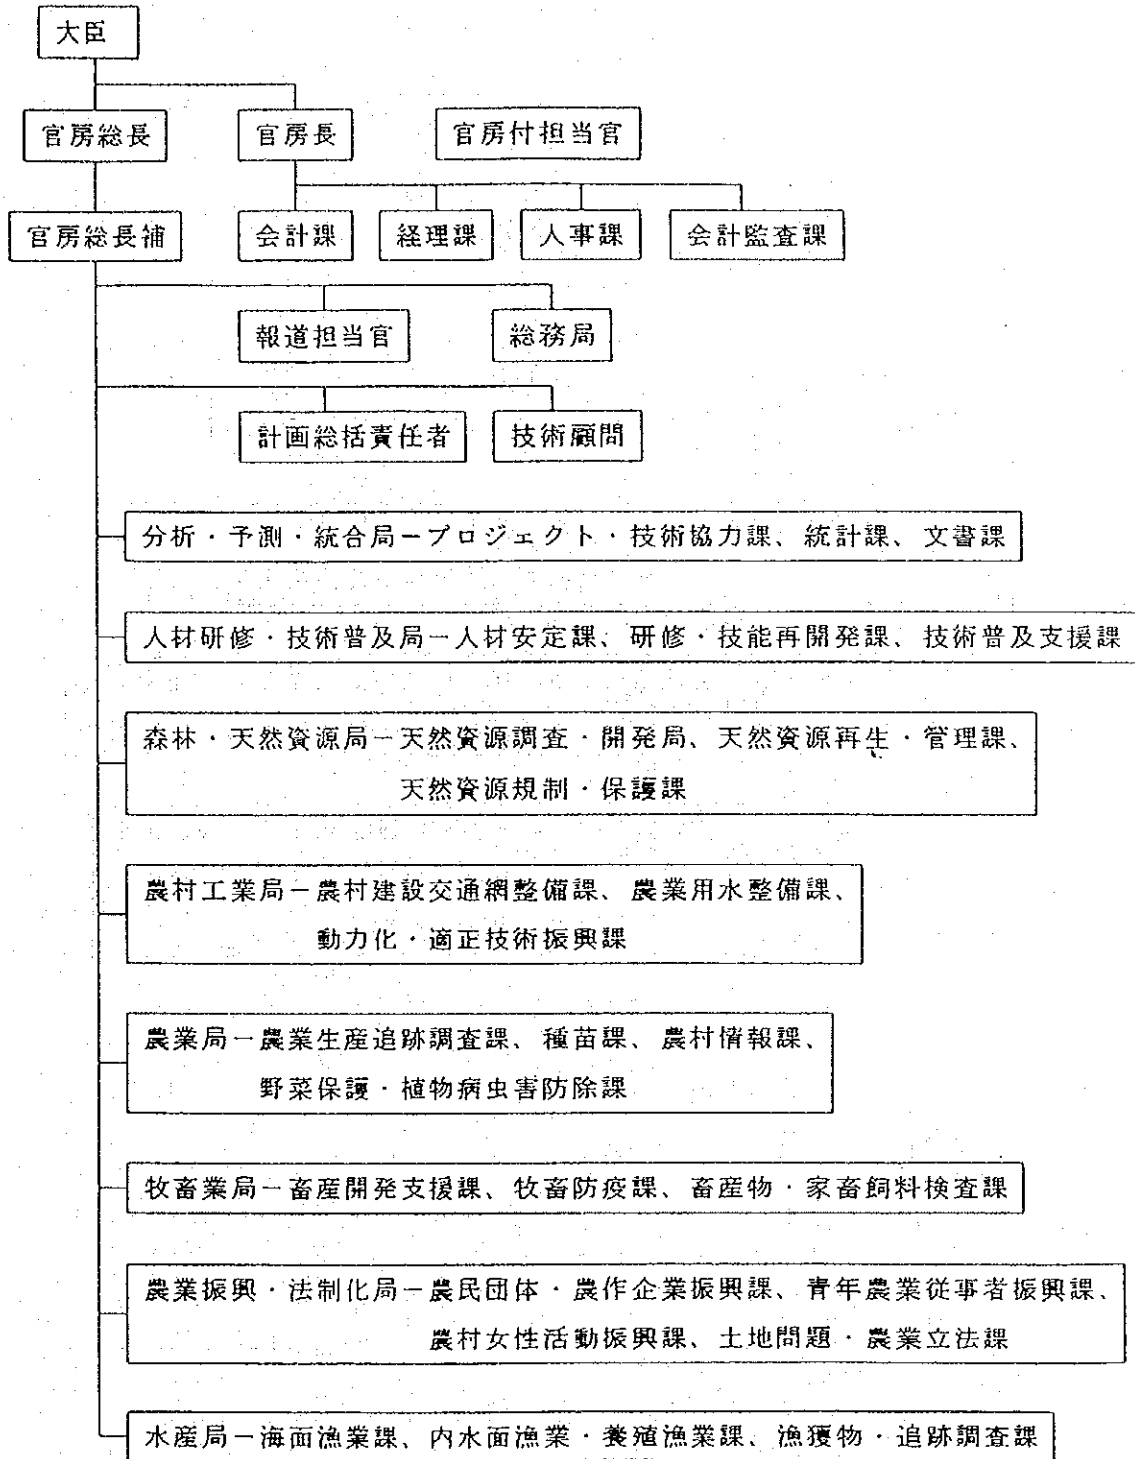 大臣
官房総長
官房長
官房付担当官
官房総長補
会計課
経理課
人事課
会計監査課
報道担当官
総務局
計画総括責任者
技術顧問
分析・予測・統合局－プロジェクト・技術協力課、統計課、文書課
人材研修・技術普及局－人材安定課、研修・技能再開発課、技術普及支援課
森林・天然資源局－天然資源調査・開発局、天然資源再生・管理課、
天然資源規制・保護課
農村工業局－農村建設交通網整備課、農業用水整備課、
動力化・適正技術振興課
農業局－農業生産追跡調査課、種苗課、農村情報課、
野菜保護・植物病虫害防除課
牧畜業局－畜産開発支援課、牧畜防疫課、畜産物・家畜飼料検査課
農業振興・法制化局－農民団体・農作企業振興課、青年農業従事者振興課、
農村女性活動振興課、土地問題・農業立法課
水産局－海面漁業課、内水面漁業・養殖漁業課、漁獲物・追跡調査課